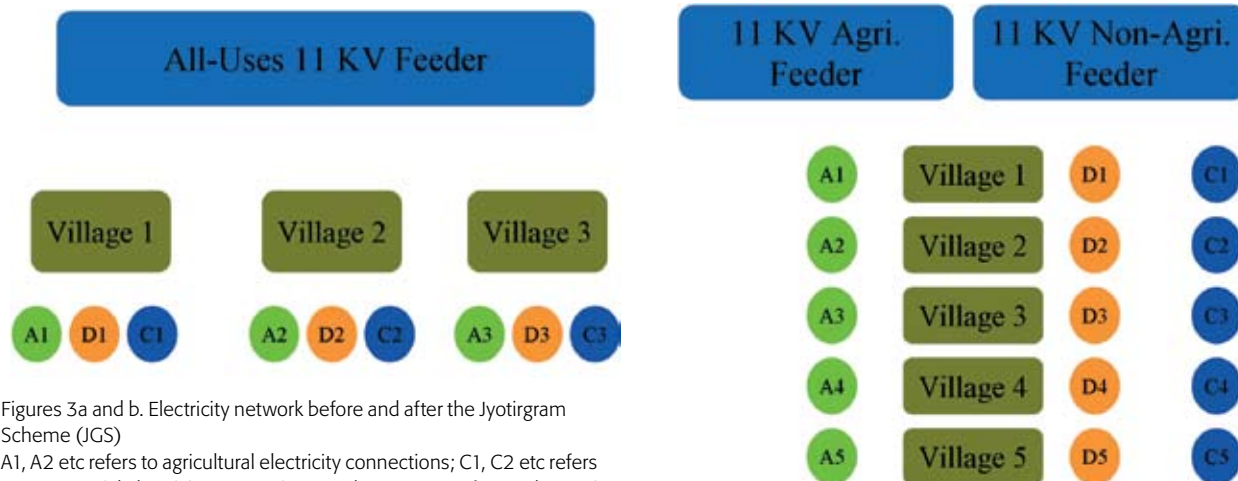 All-Uses 11 KV Feeder
Village 1
Village 2
Village 3
A1 D1 C1
A2 D2 C2
A3 D3 C3
Figures 3a and b. Electricity network before and after the Jyotirgram
Scheme (JGS)
A1, A2 etc refers to agricultural electricity connections; C1, C2 etc refers
11 KV Agri.
Feeder
11 KV Non-Agri.
Feeder
A1 Village 1 D1 C1
A2 Village 2 D2 C2
A3 Village 3 D3 C3
A4 Village 4 D4 C4
A5 Village 5 D5 C5